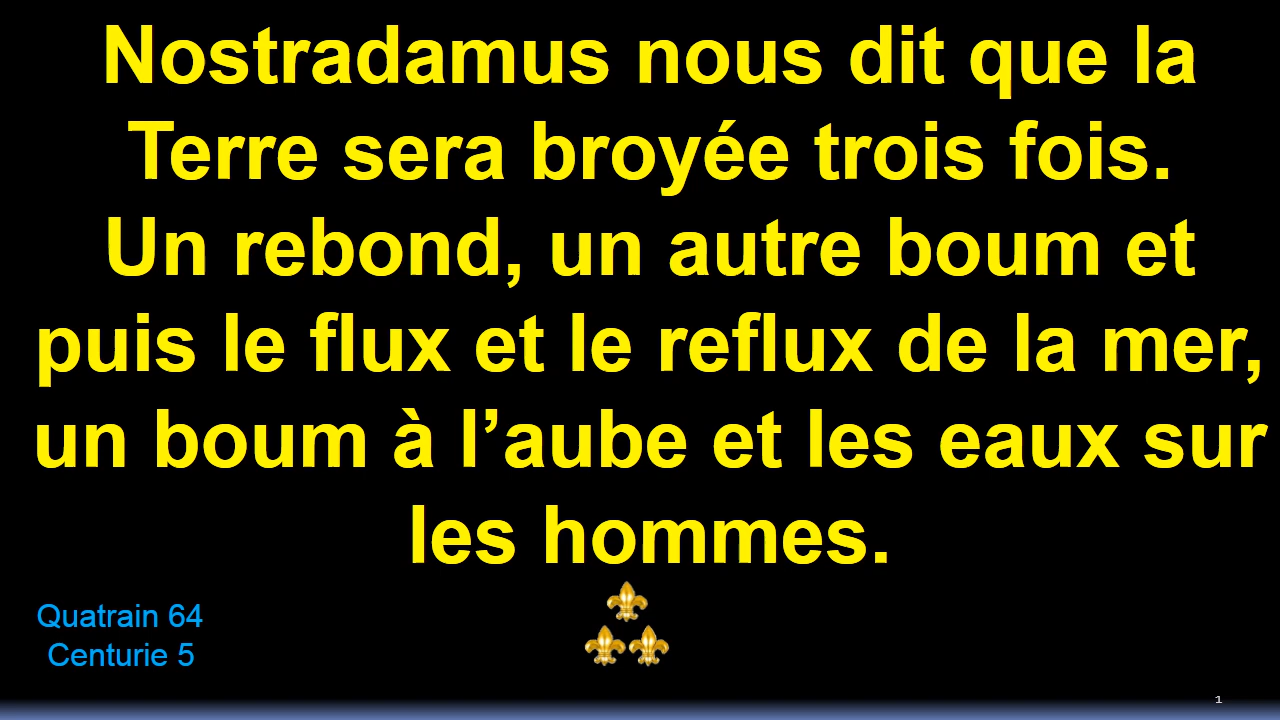 Nostradamus nous dit que la
Terre sera broyée trois fois.
Un rebond, un autre boum et
puis le flux et le reflux de la mer,
un boum à l’aube et les eaux sur
les hommes.
Quatrain 64
Centurie 5
1